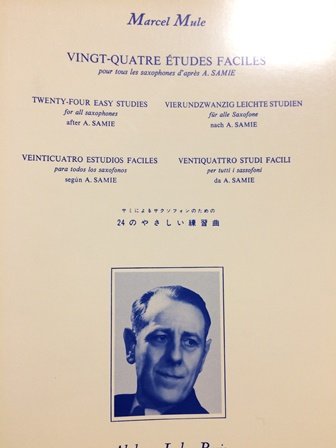 Marcel Mule
VINGT-QUATRE ÉTUDES FACILES
pour tous les saxophones d'après A. SAMIE
TWENTY-FOUR EASY STUDIES
for all saxophones
after A. SAMIE
VIERUNDZWANZIG LEICHTE STUDIEN
für alle Saxofone
nach A. SAMIE
VEINTICUATRO ESTUDIOS FACILES
para todos los saxofonos
según A. SAMIE
VENTIQUATTRO STUDI FACILI
per tutti i sassofoni
da A. SAMIE
サミによるサクソフォンのための
24のやさしい練習曲